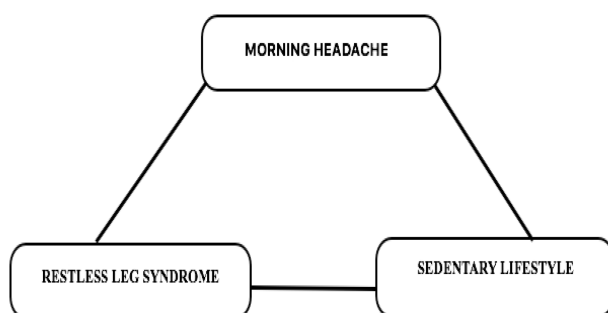 MORNING HEADACHE
RESTLESS LEG SYNDROME
SEDENTARY LIFESTYLE